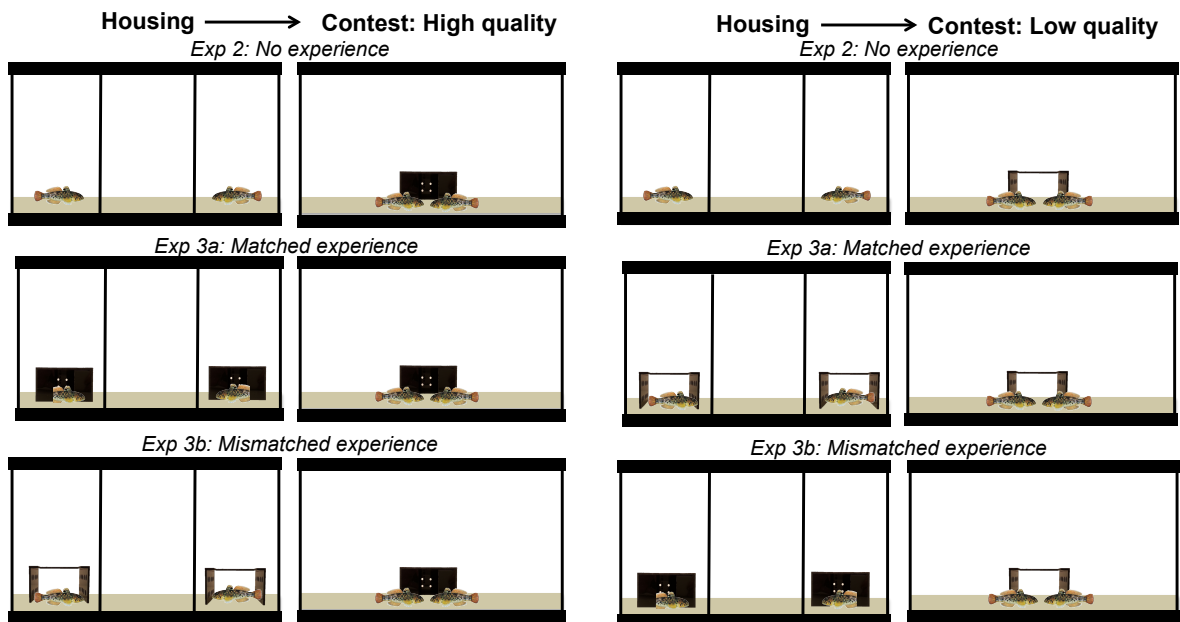 Housing Contest: High quality
Exp 2: No experience
Exp 3a: Matched experience
Exp 3b: Mismatched experience
Housing Contest: Low quality
Exp 2: No experience
Exp 3a: Matched experience
Exp 3b: Mismatched experience